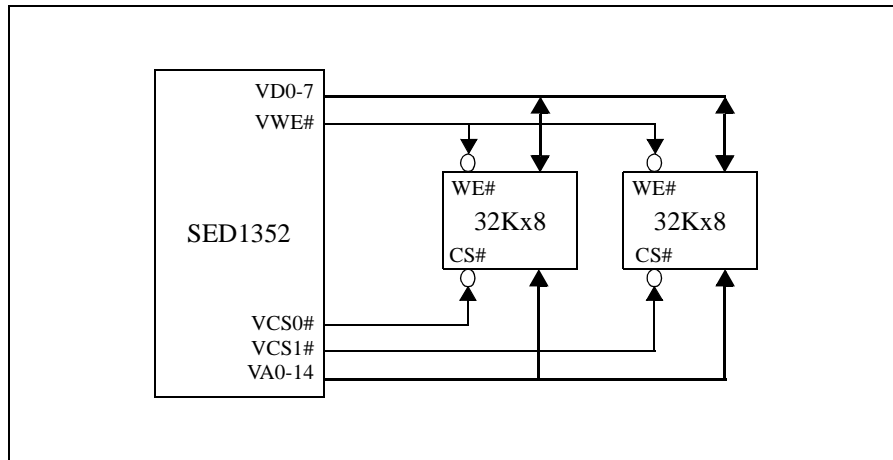 VD0-7
VWE#
WE#
32Kx8
CS#
WE#
32Kx8
CS#
SED1352
VCS0#
VCS1#
VA0-14